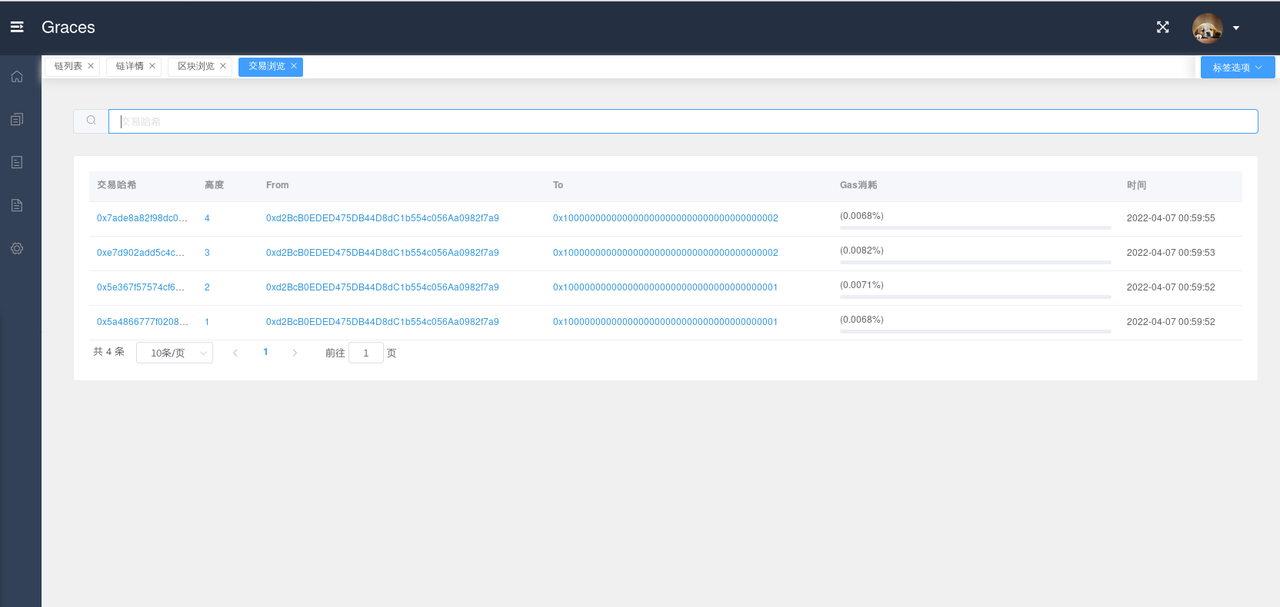 Graces
链列表 链详情 区块浏览 交易浏览 标签选项
交易哈希
交易哈希 高度 From To Gas消耗 时间
0x7ade8a82f98dc0... 4 0xd2BcB0EDED475DB44D8dC1b554c056Aa0982f7a9 0x1000000000000000000000000000000000000002 (0.0068%) 2022-04-07 00:59:55
0xe7d902add5c4c... 3 0xd2BcB0EDED475DB44D8dC1b554c056Aa0982f7a9 0x1000000000000000000000000000000000000002 (0.0082%) 2022-04-07 00:59:53
0x5e367f57574cf6... 2 0xd2BcB0EDED475DB44D8dC1b554c056Aa0982f7a9 0x1000000000000000000000000000000000000001 (0.0071%) 2022-04-07 00:59:52
0x5a4866777f0208... 1 0xd2BcB0EDED475DB44D8dC1b554c056Aa0982f7a9 0x1000000000000000000000000000000000000001 (0.0068%) 2022-04-07 00:59:52
共 4 条 10条/页 1 前往 1 页